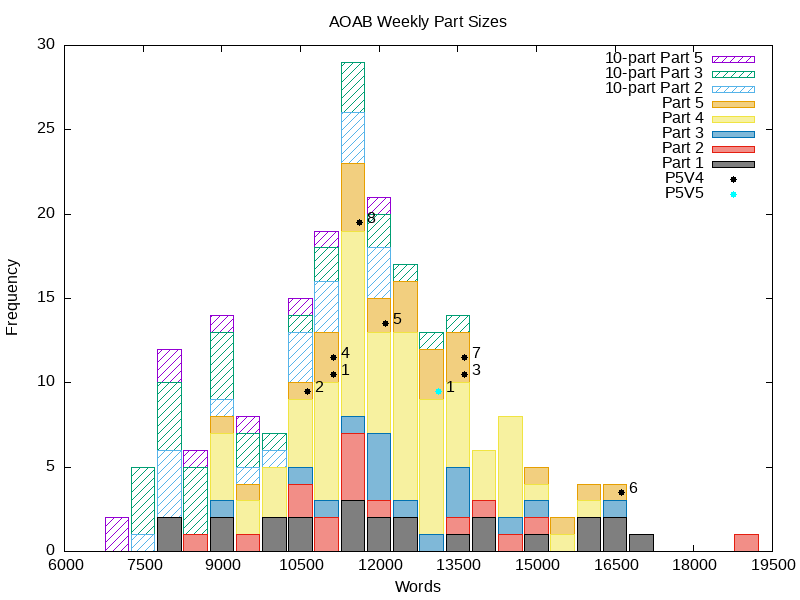 AOAB Weekly Part Sizes
30
25
20
15
10
5
0
Frequency
10-part Part 5
10-part Part 3
10-part Part 2
Part 5
Part 4
Part 3
Part 2
Part 1
P5V4
P5V5
8
5
4
7
1
3
2
1
6
6000 7500 9000 10500 12000 13500 15000 16500 18000 19500
Words